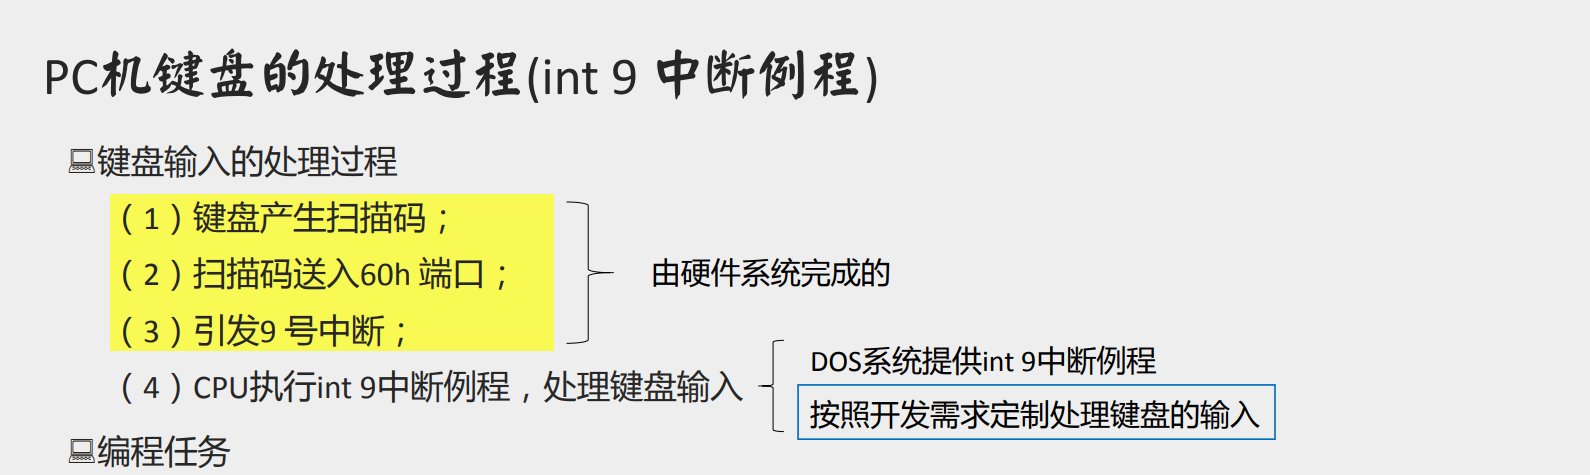 PC机键盘的处理过程(int 9 中断例程)
键盘输入的处理过程
（1）键盘产生扫描码；
（2）扫描码送入60h 端口；
（3）引发9 号中断；
由硬件系统完成的
（4）CPU执行int 9中断例程，处理键盘输入
DOS系统提供int 9中断例程
按照开发需求定制处理键盘的输入
编程任务